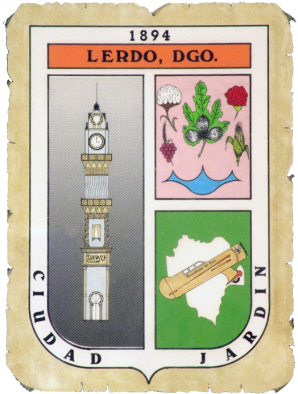 1894
LERDO, DGO.
CIUDAD JARDIN